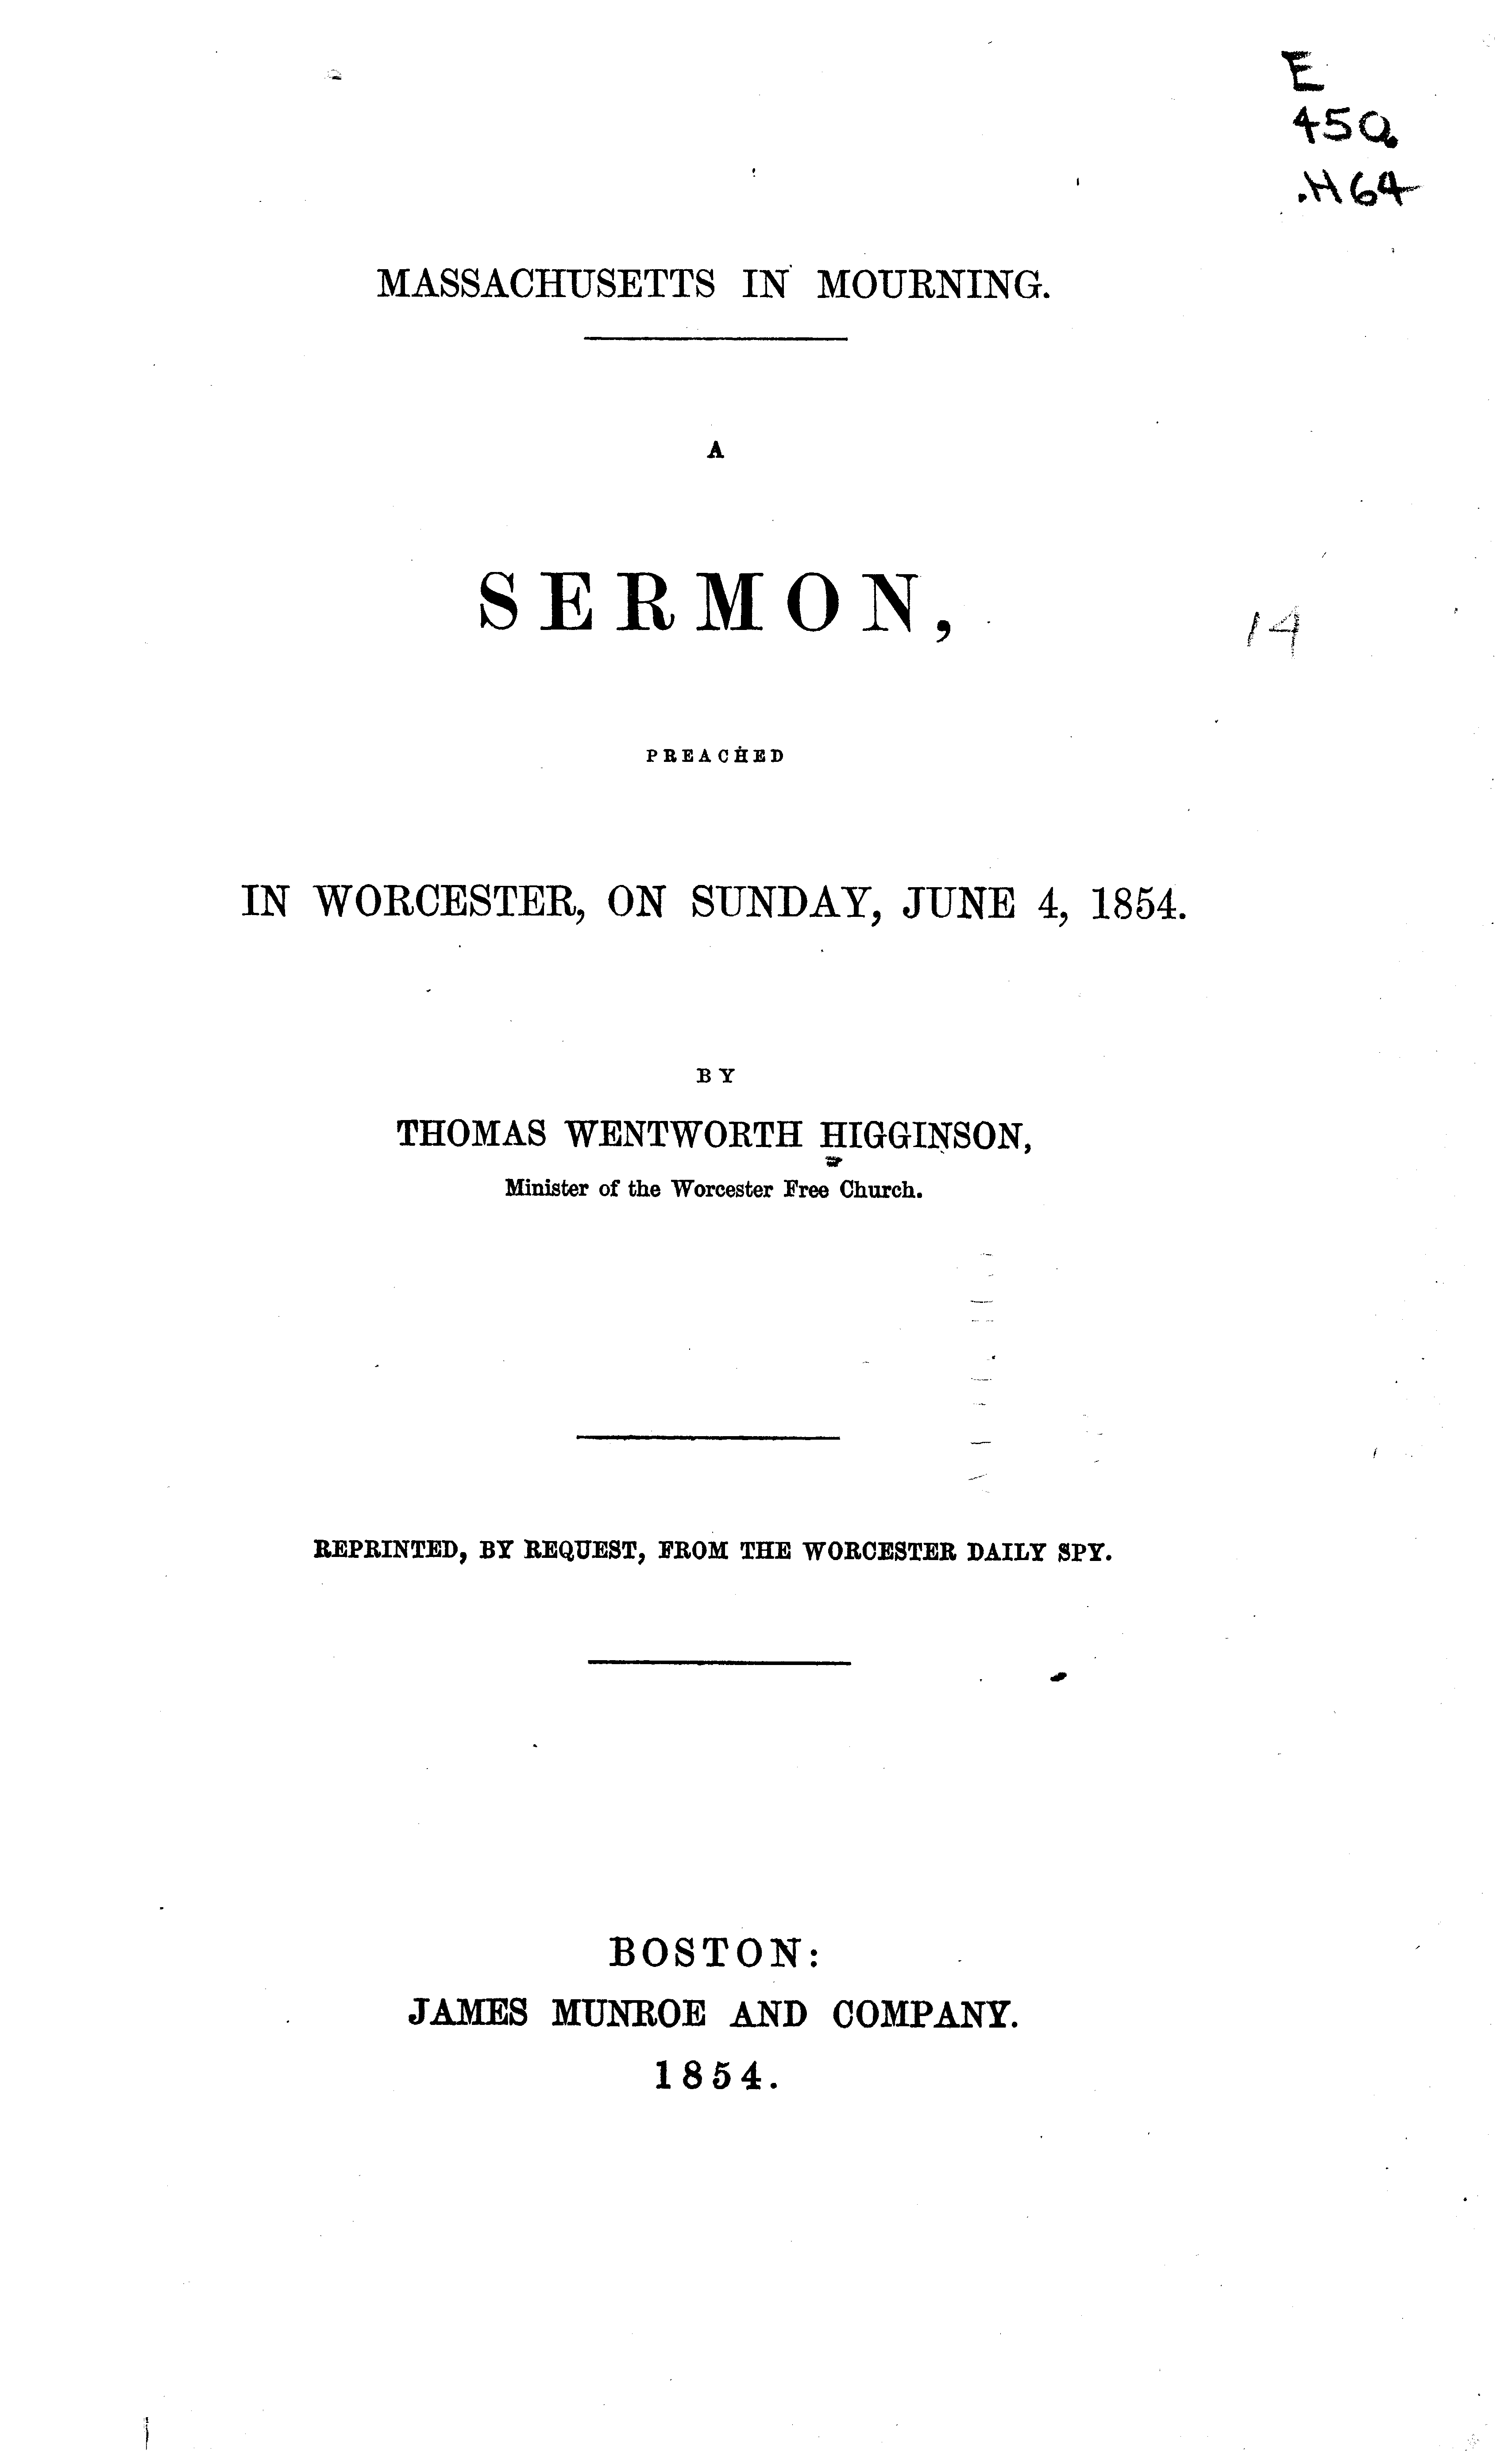 E
450
.H64
MASSACHUSETTS IN MOURNING.
A
SERMON,
14
PREACHED
IN WORCESTER, ON SUNDAY, JUNE 4, 1854.
BY
THOMAS WENTWORTH HIGGINSON,
Minister of the Worcester Free Church.
REPRINTED, BY REQUEST, FROM THE WORCESTER DAILY SPY.
BOSTON:
JAMES MUNROE AND COMPANY.
1854.